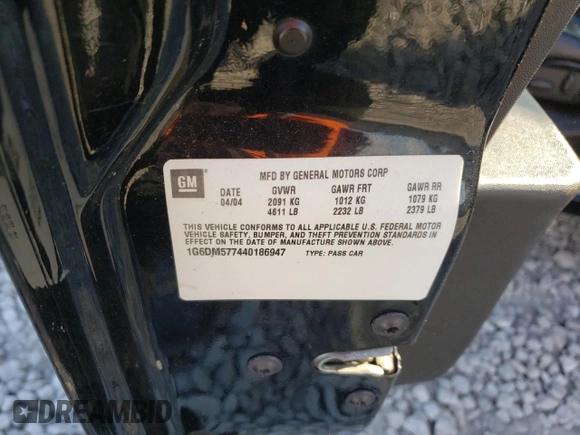 GM
MFD BY GENERAL MOTORS CORP
DATE GVWR GAWR FRT GAWR RR
04/04 2091 KG 1012 KG 1079 KG
4611 LB 2232 LB 2379 LB
THIS VEHICLE CONFORMS TO ALL APPLICABLE U.S. FEDERAL MOTOR
VEHICLE SAFETY, BUMPER, AND THEFT PREVENTION STANDARDS IN
EFFECT ON THE DATE OF MANUFACTURE SHOWN ABOVE.
1G6DM577440186947 TYPE: PASS CAR
DREAMBID